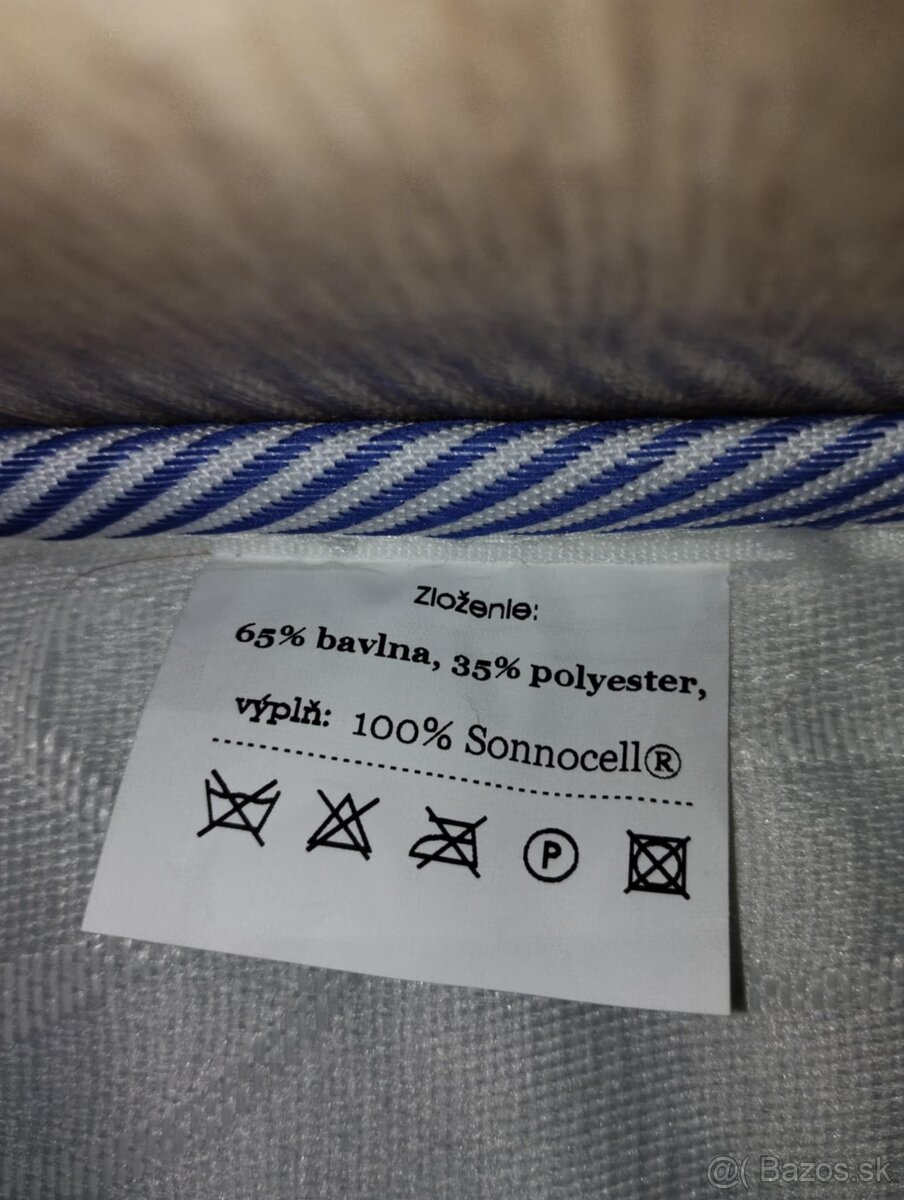 Zloženie:
65% bavlna, 35% polyester,
výplň: 100% Sonnocell®
P
@( Bazos.sk